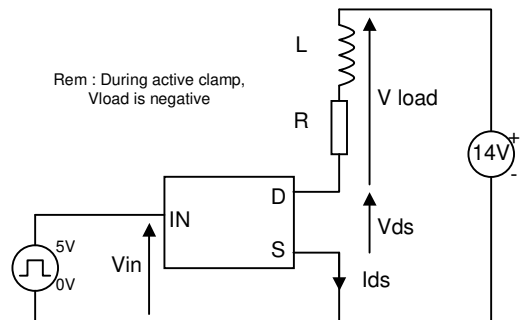 L
Rem : During active clamp,
Vload is negative
V load
R
14V
+
-
D
IN
Vds
S
5V
0V
Vin
Ids